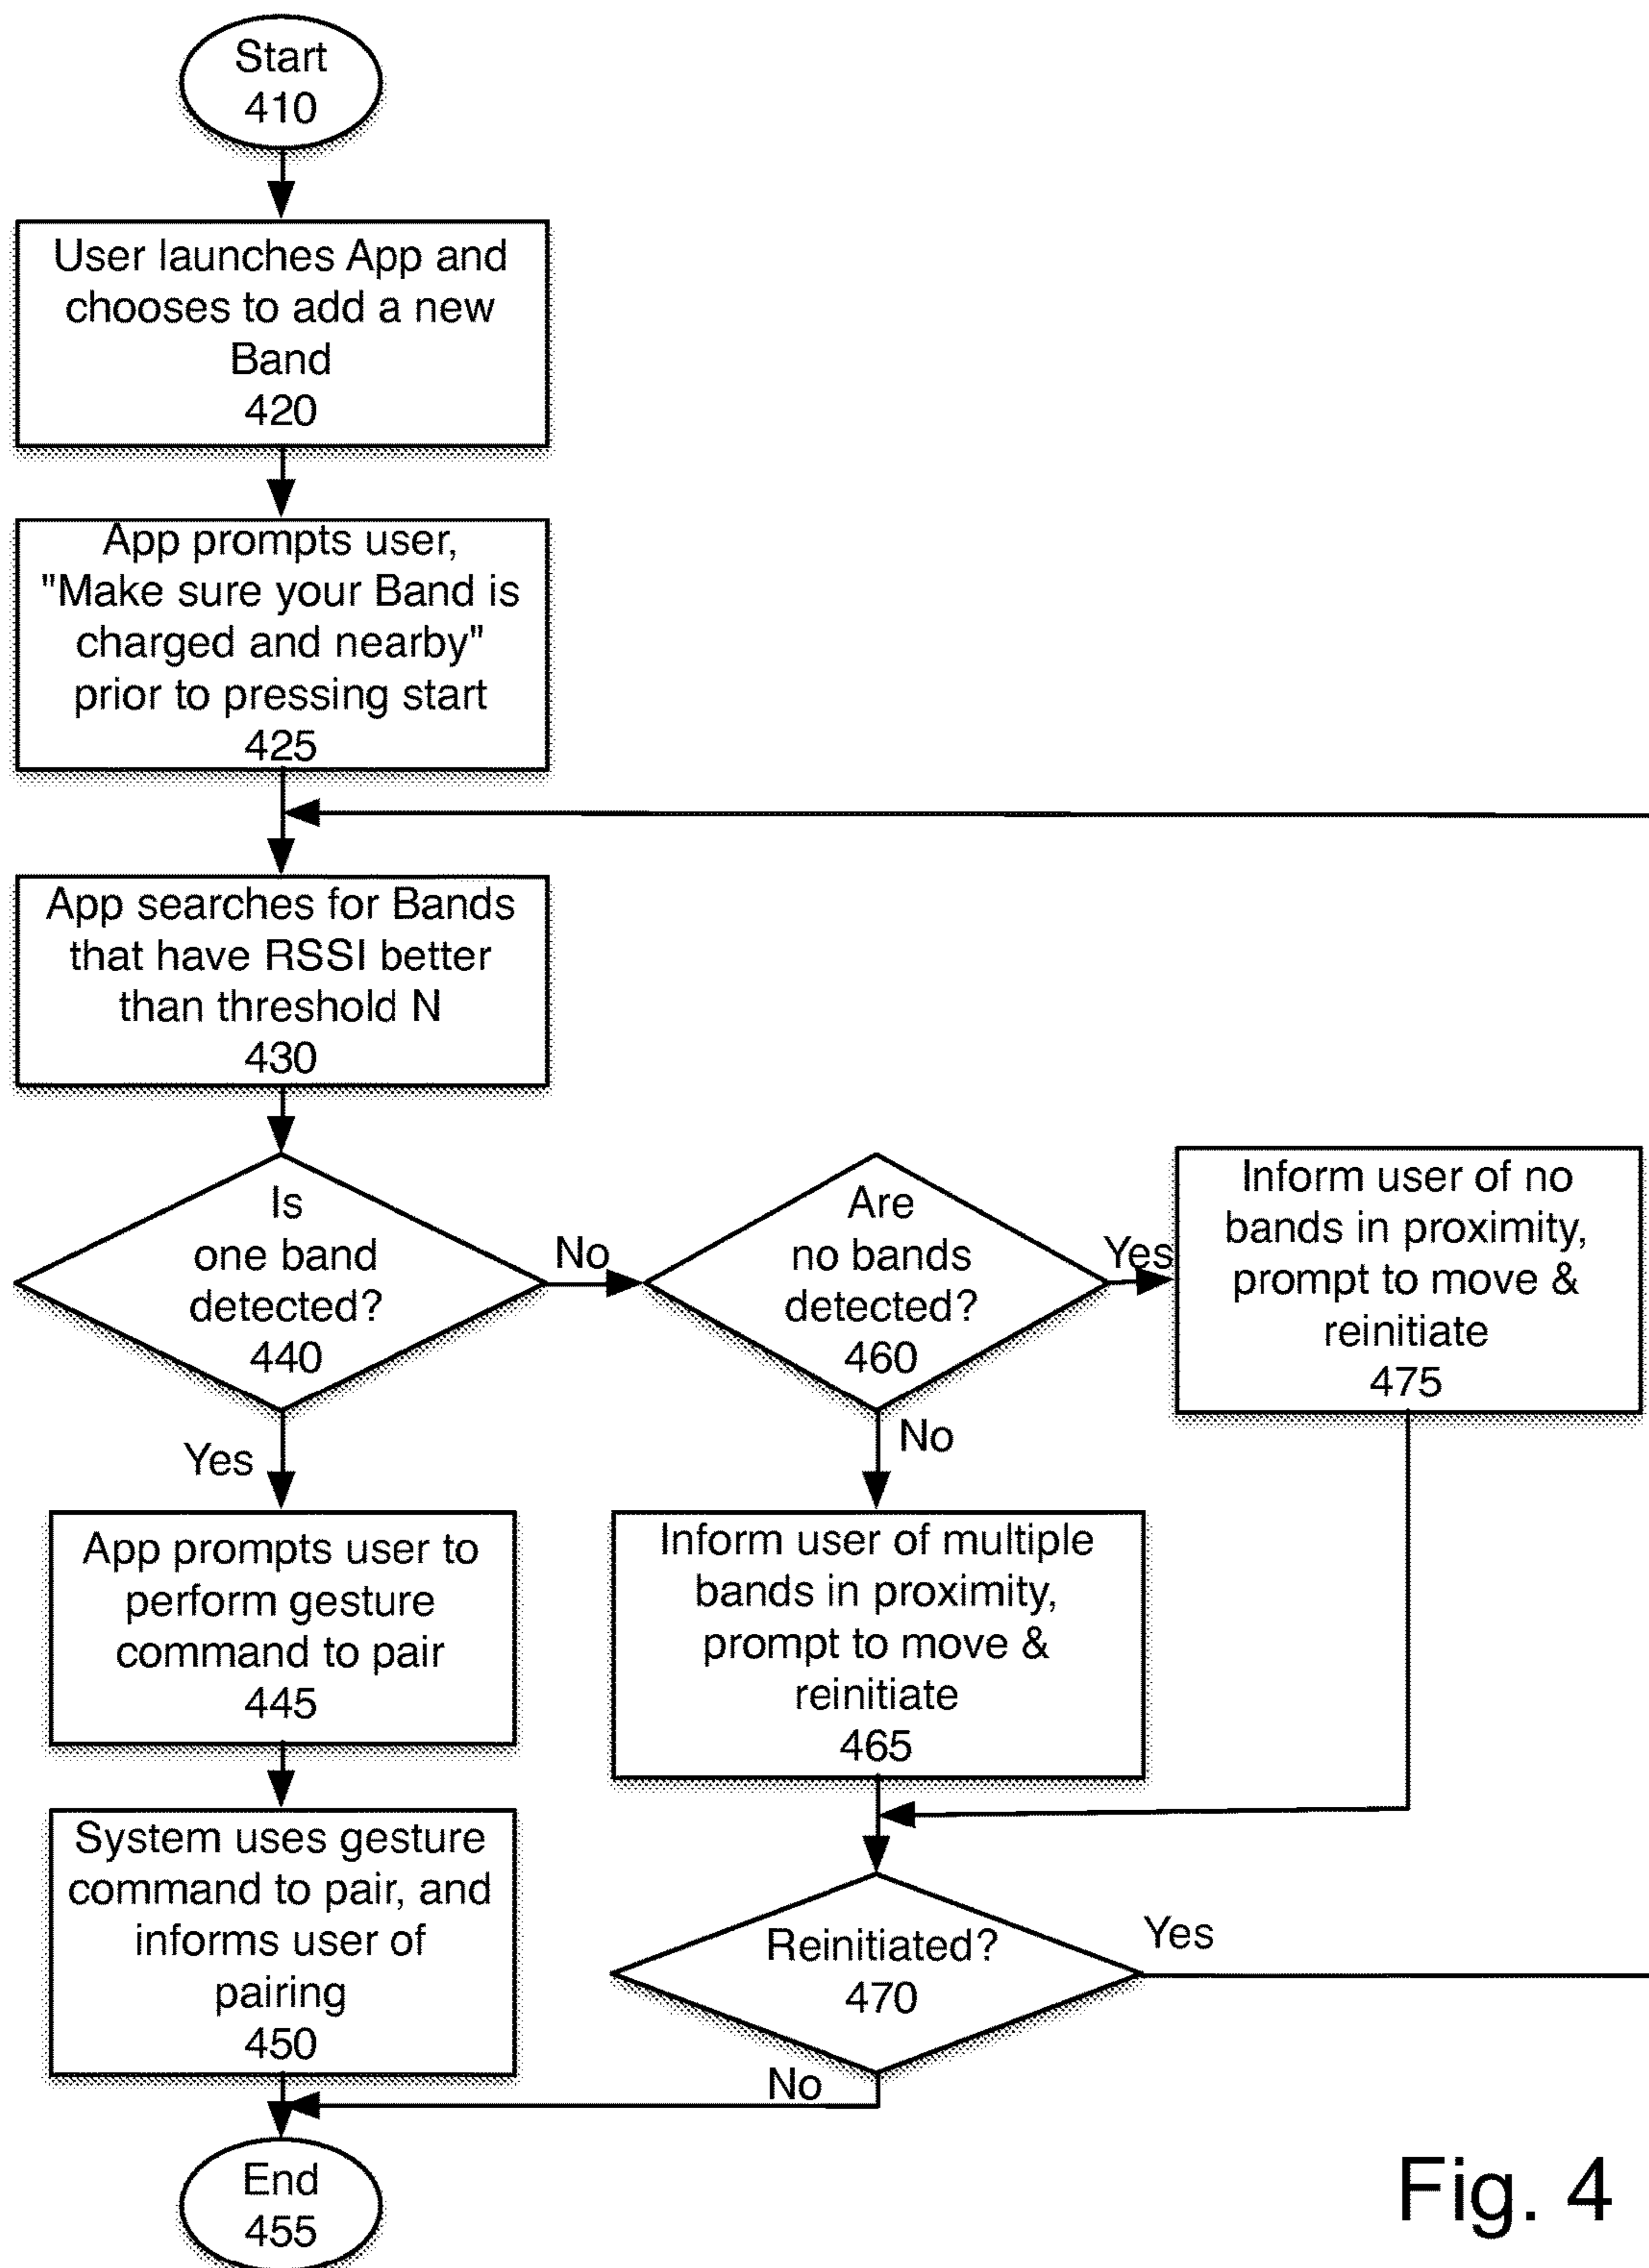 Start
410
User launches App and
chooses to add a new
Band
420
App prompts user,
"Make sure your Band is
charged and nearby"
prior to pressing start
425
App searches for Bands
that have RSSI better
than threshold N
430
Is
one band
detected?
440
No
Are
no bands
detected?
460
Yes
Inform user of no
bands in proximity,
prompt to move &
reinitiate
475
Yes
No
App prompts user to
perform gesture
command to pair
445
Inform user of multiple
bands in proximity,
prompt to move &
reinitiate
465
System uses gesture
command to pair, and
informs user of
pairing
450
Reinitiated?
470
Yes
No
End
455
Fig. 4